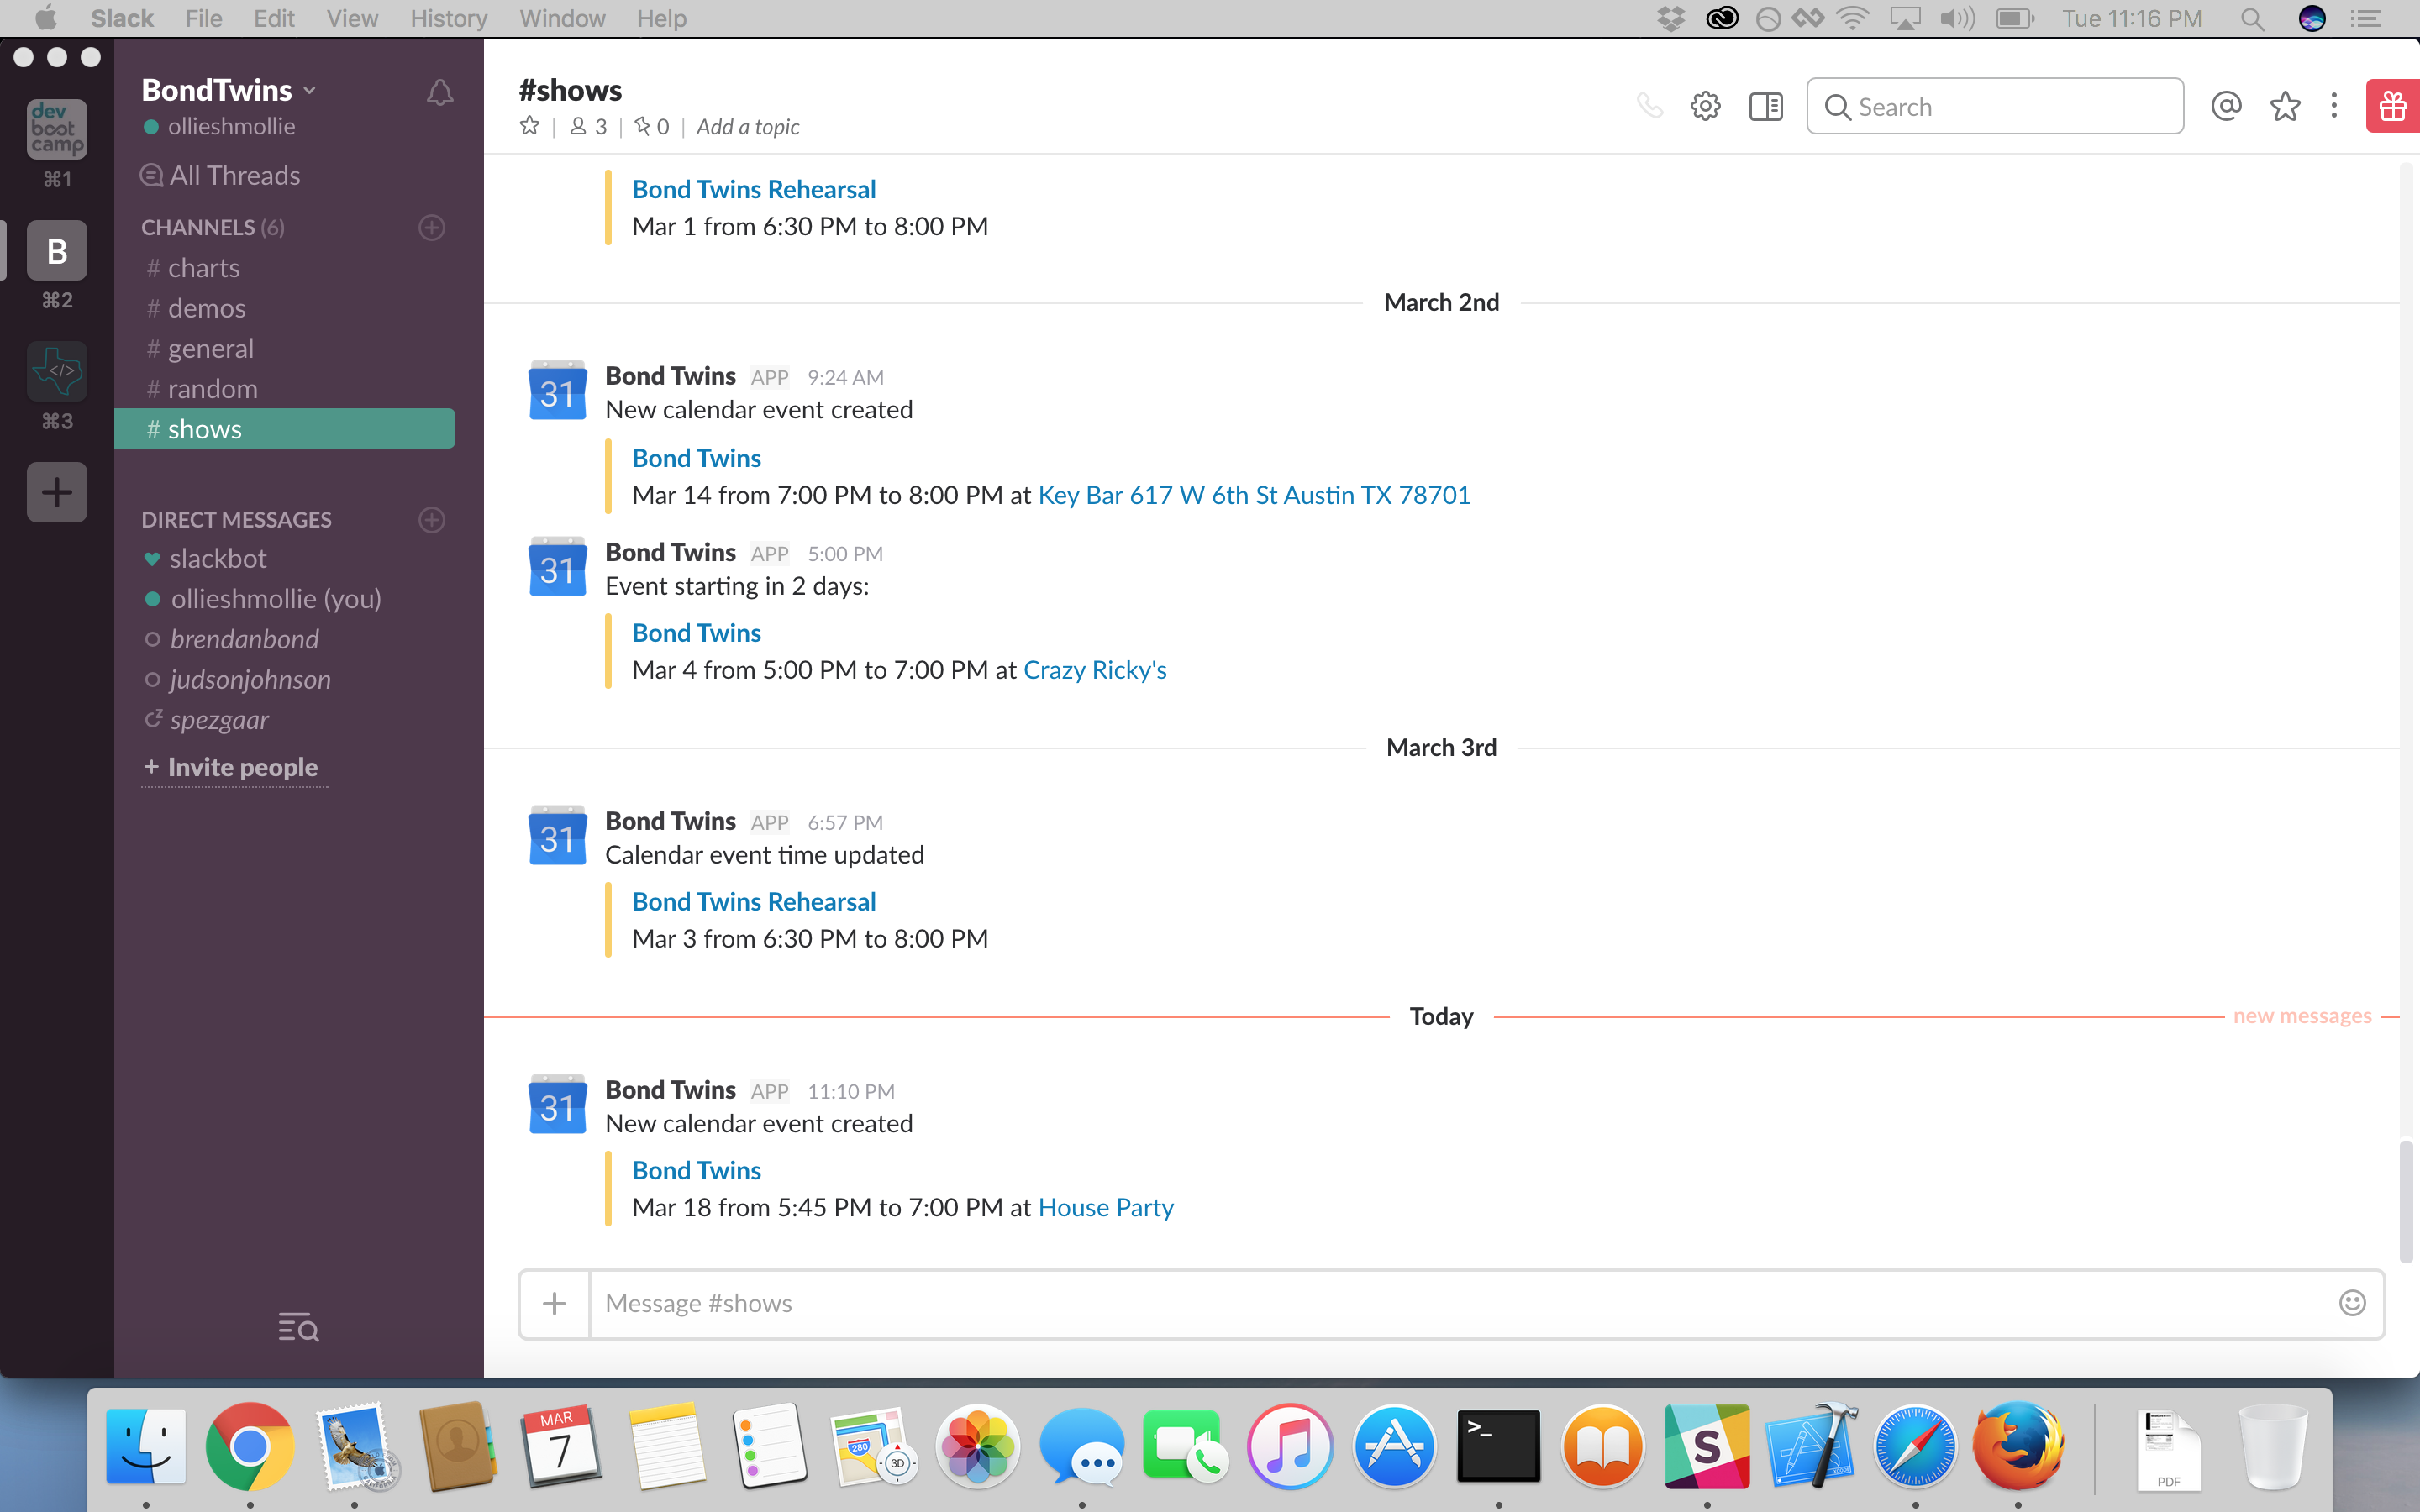 Slack File Edit View History Window Help Tue 11:16 PM
dev
boot
camp
⌘1
B
⌘2
</>
⌘3
BondTwins
ollieshmollie
All Threads
CHANNELS (6)
# charts
# demos
# general
# random
# shows
DIRECT MESSAGES
slackbot
ollieshmollie (you)
brendanbond
judsonjohnson
spezgaar
+ Invite people
#shows
3 | 0 | Add a topic
Search
Bond Twins Rehearsal
Mar 1 from 6:30 PM to 8:00 PM
March 2nd
31
Bond Twins APP 9:24 AM
New calendar event created
Bond Twins
Mar 14 from 7:00 PM to 8:00 PM at Key Bar 617 W 6th St Austin TX 78701
31
Bond Twins APP 5:00 PM
Event starting in 2 days:
Bond Twins
Mar 4 from 5:00 PM to 7:00 PM at Crazy Ricky's
March 3rd
31
Bond Twins APP 6:57 PM
Calendar event time updated
Bond Twins Rehearsal
Mar 3 from 6:30 PM to 8:00 PM
Today
new messages
31
Bond Twins APP 11:10 PM
New calendar event created
Bond Twins
Mar 18 from 5:45 PM to 7:00 PM at House Party
Message #shows
MAR
7
280
3D
>_
S
PDF